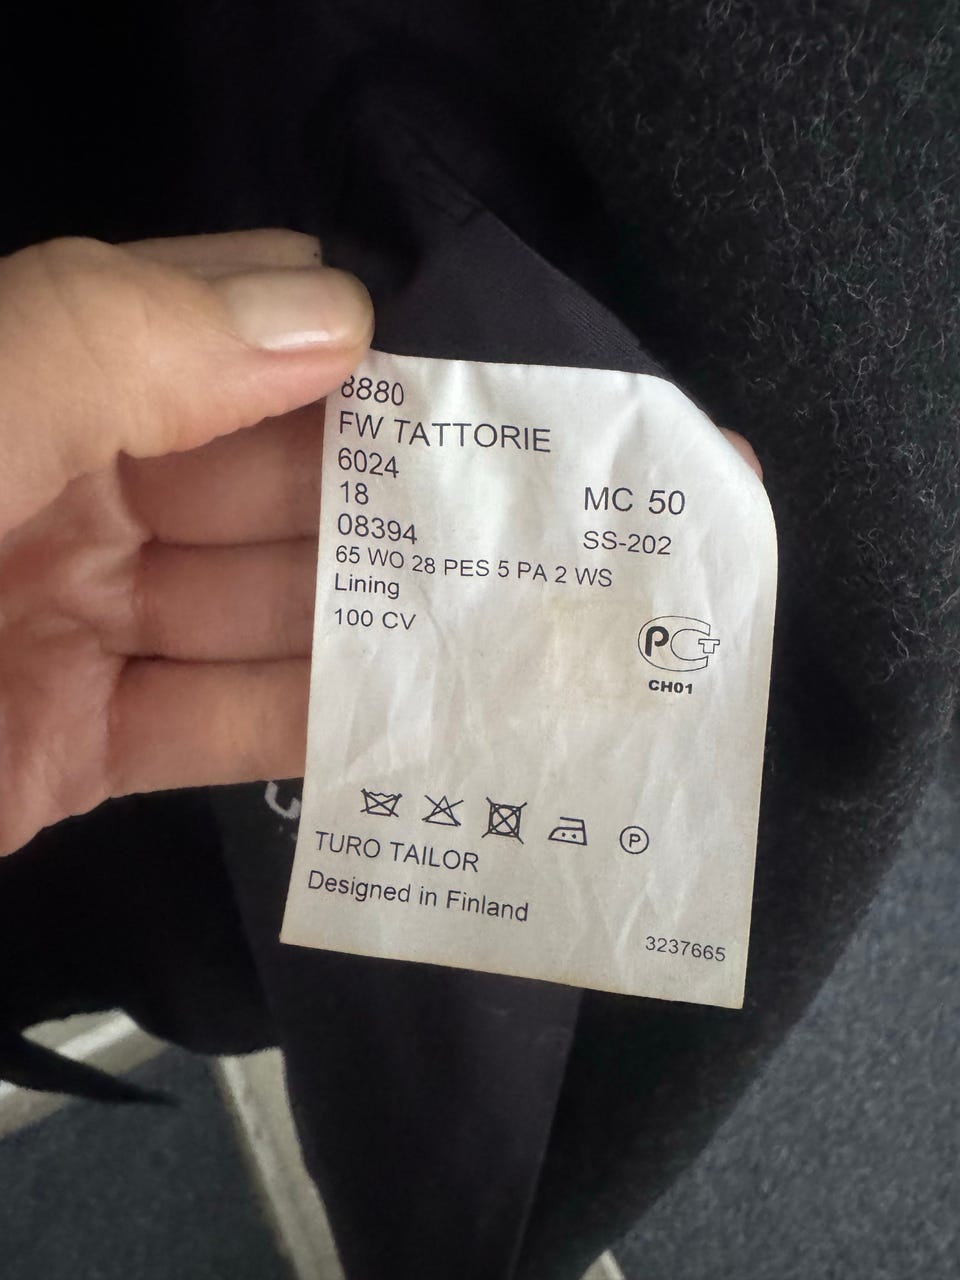 8880
FW TATTORIE
6024
18
MC 50
08394
SS-202
65 WO 28 PES 5 PA 2 WS
Lining
100 CV
PCT
CH01
P
TURO TAILOR
Designed in Finland
3237665